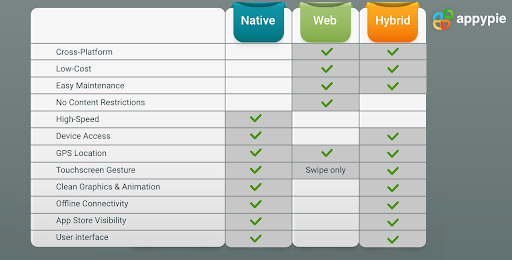 Native Web Hybrid appypie
Cross-Platform
Low-Cost
Easy Maintenance
No Content Restrictions
High-Speed
Device Access
GPS Location
Touchscreen Gesture Swipe only
Clean Graphics & Animation
Offline Connectivity
App Store Visibility
User interface